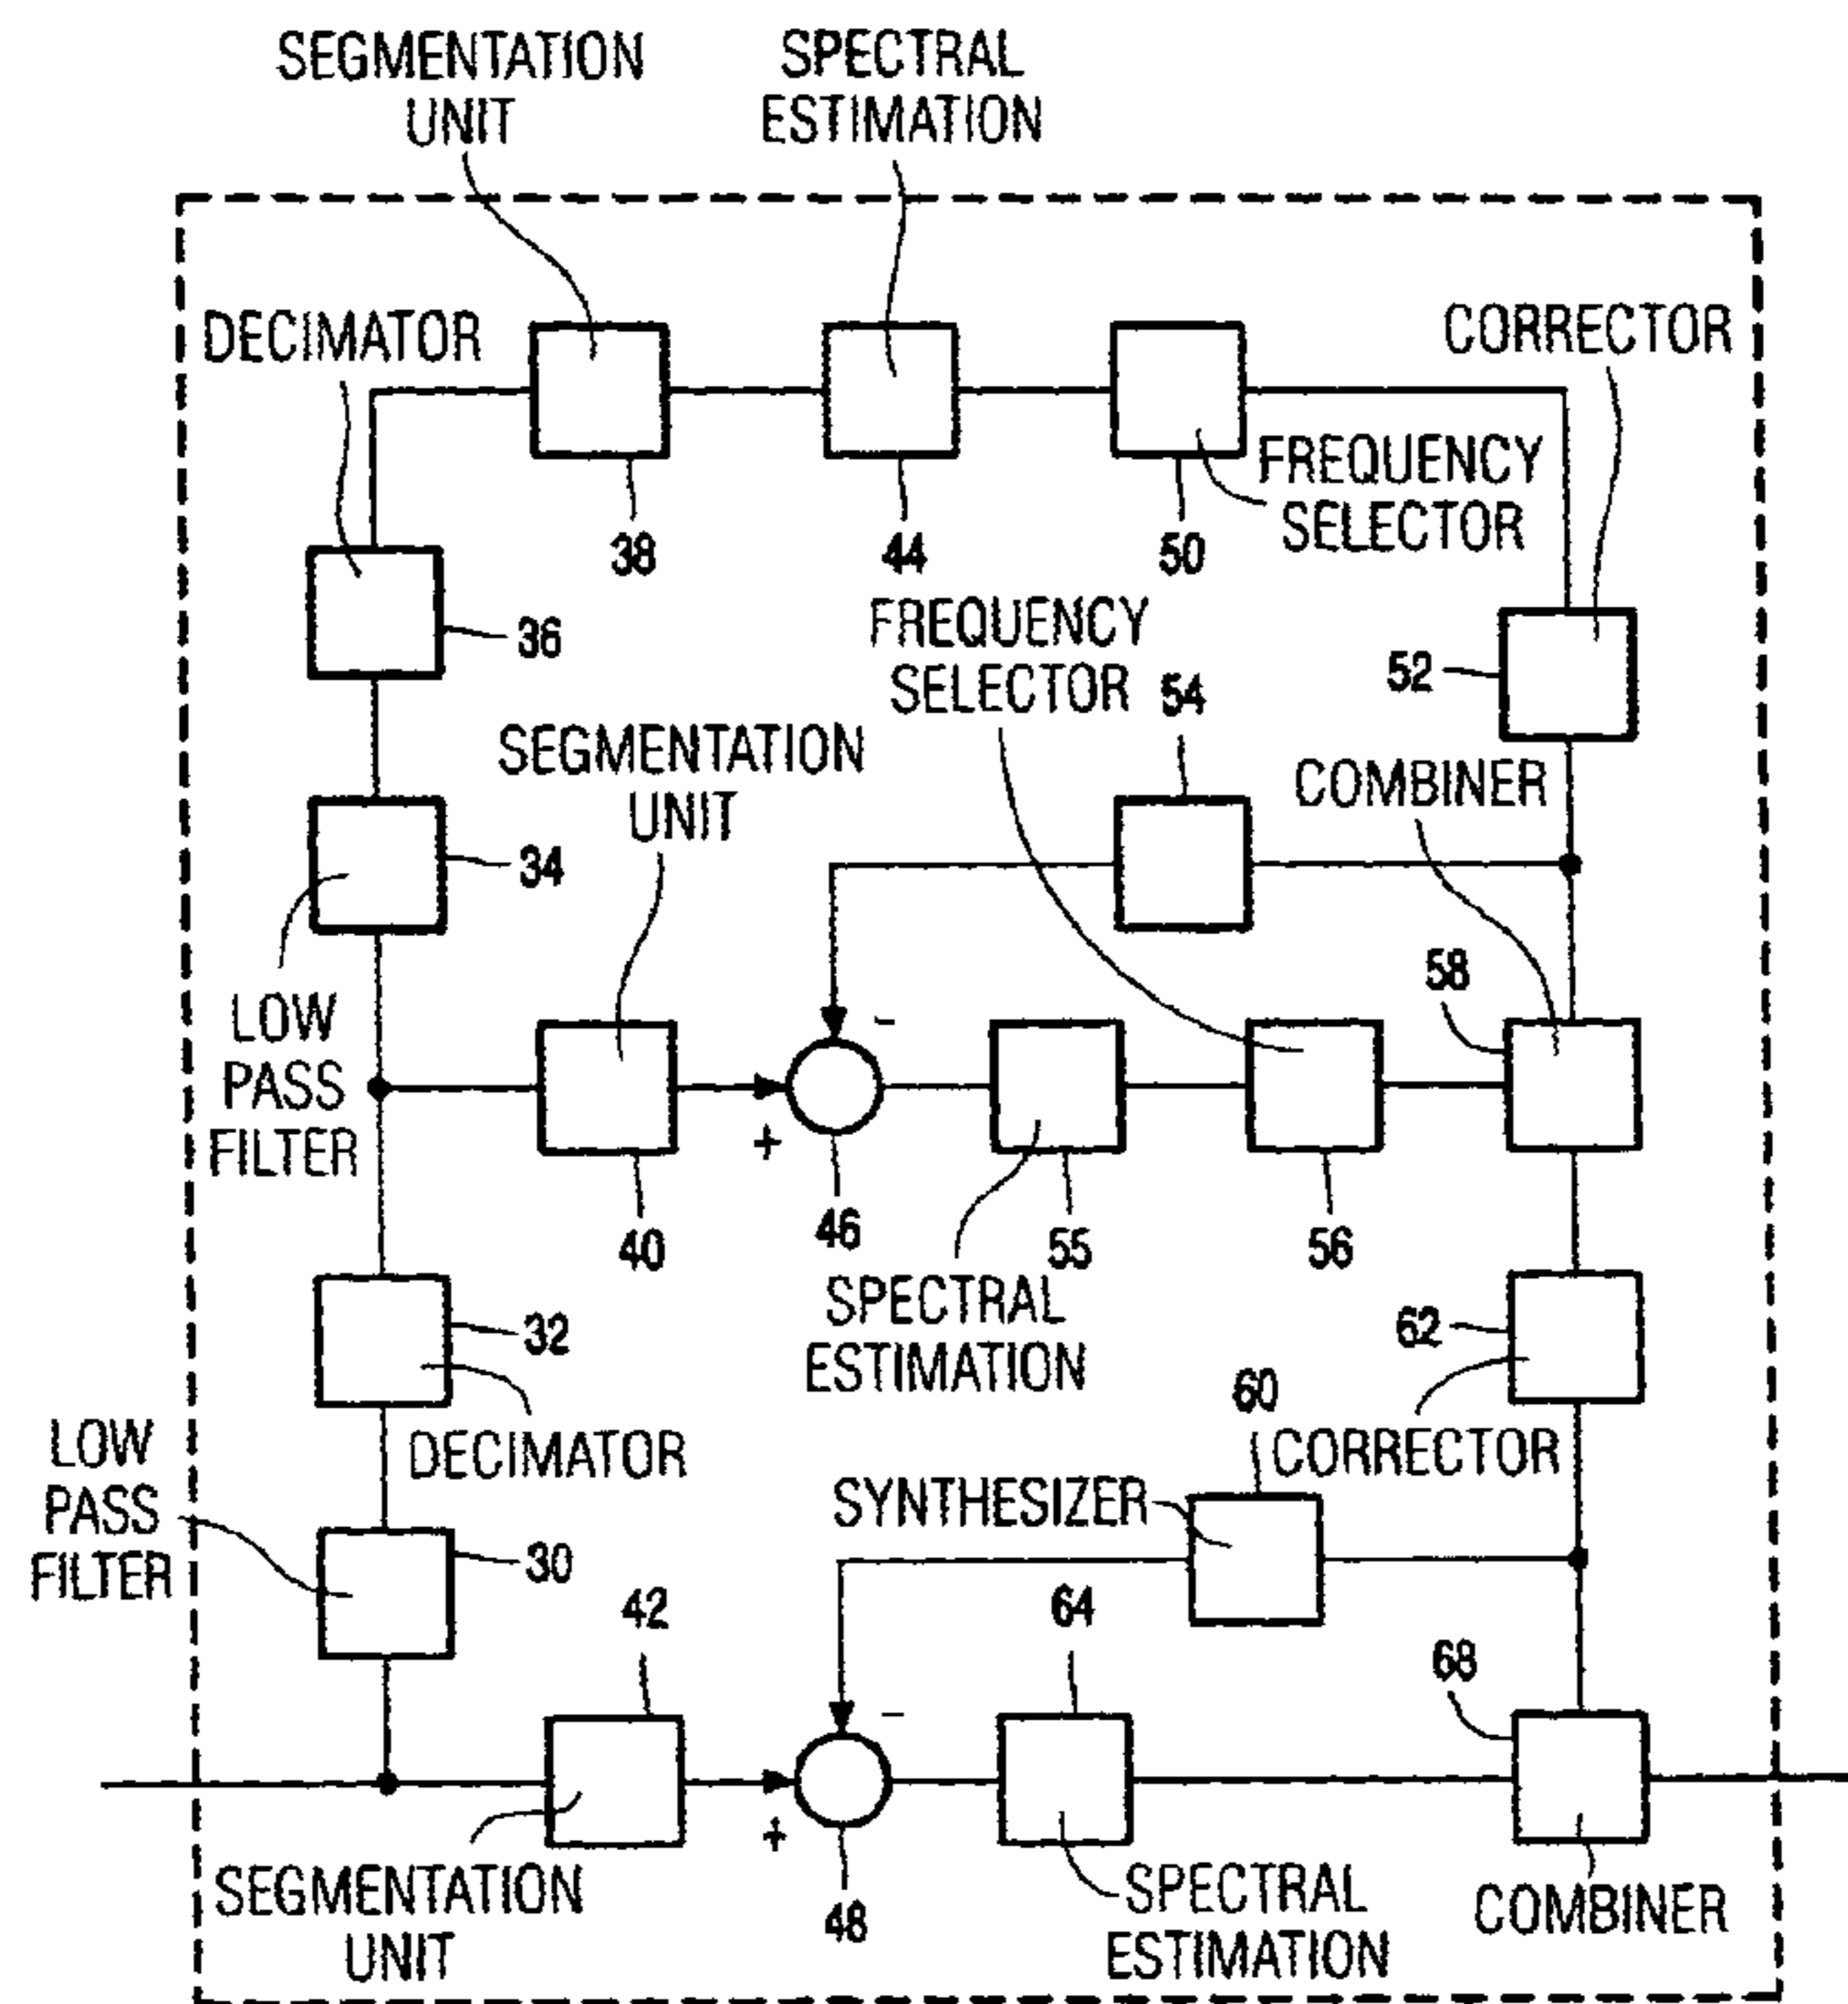 SEGMENTATION
UNIT
SPECTRAL
ESTIMATION
DECIMATOR
CORRECTOR
FREQUENCY
SELECTOR
38
44
50
36
FREQUENCY
SELECTOR
52
54
SEGMENTATION
UNIT
COMBINER
34
58
LOW
PASS
FILTER
-
+
40
46
55
56
SPECTRAL
ESTIMATION
32
62
60
DECIMATOR
CORRECTOR
LOW
PASS
FILTER
SYNTHESIZER
30
42
64
68
-
+
SEGMENTATION
UNIT
48
SPECTRAL
ESTIMATION
COMBINER